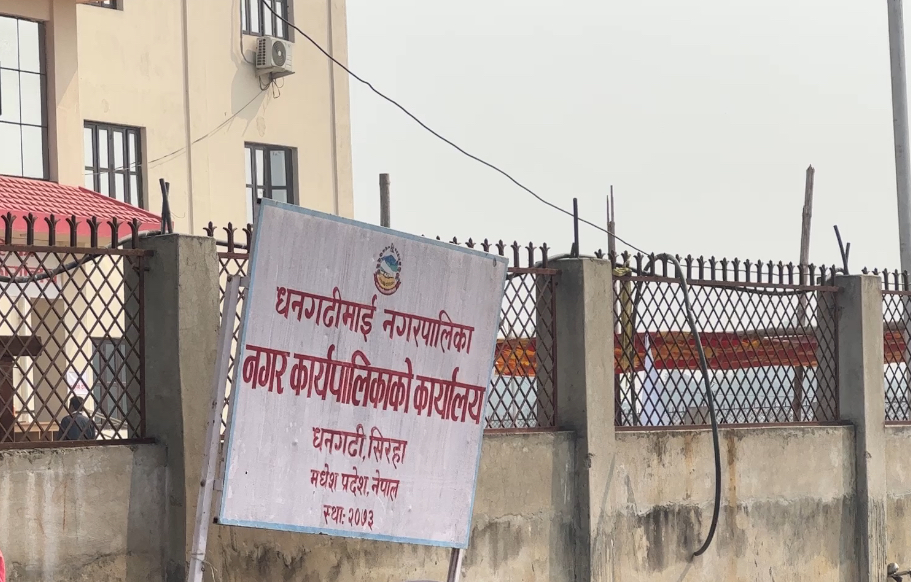 धनगढीमाई नगरपालिका
नगर कार्यपालिकाको कार्यालय
धनगढी, सिरहा
मधेश प्रदेश, नेपाल
स्था: २०७३